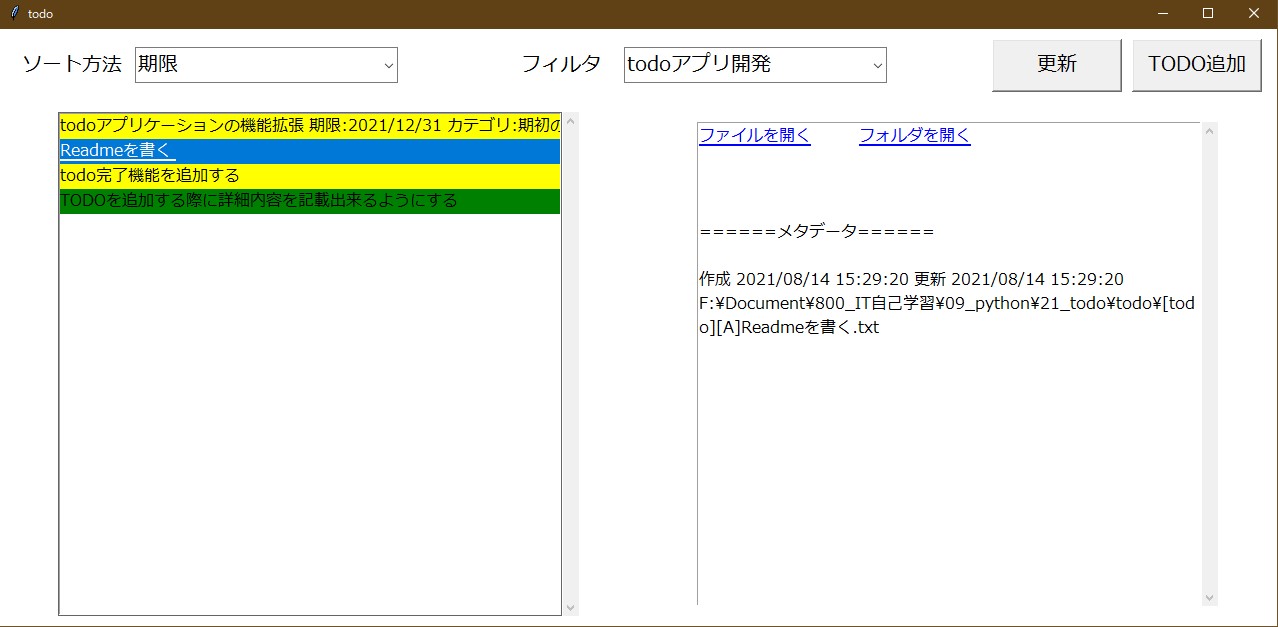 todo
ソート方法 期限 フィルタ todoアプリ開発 更新 TODO追加
todoアプリケーションの機能拡張 期限:2021/12/31 カテゴリ:期初の
Readmeを書く
todo完了機能を追加する
TODOを追加する際に詳細内容を記載出来るようにする
ファイルを開く フォルダを開く
======メタデータ======
作成 2021/08/14 15:29:20 更新 2021/08/14 15:29:20
F:¥Document¥800_IT自己学習¥09_python¥21_todo¥todo¥[tod
o][A]Readmeを書く.txt